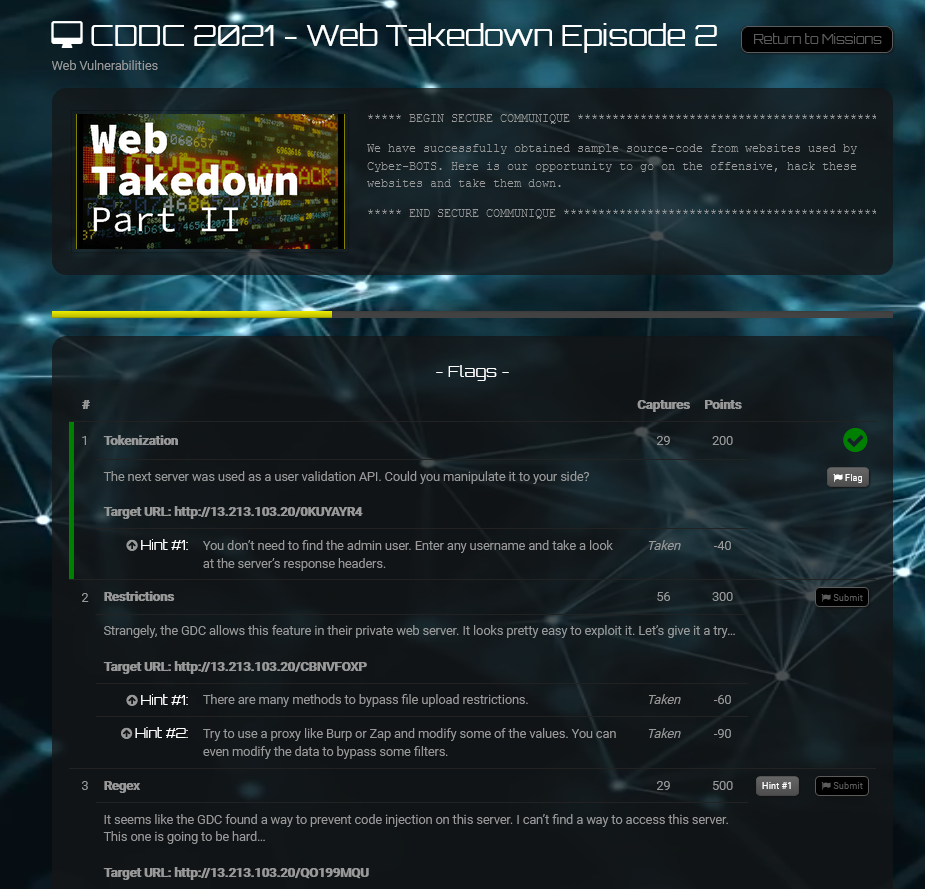 CDDC 2021 - Web Takedown Episode 2
Return to Missions
Web Vulnerabilities
Web
Takedown
Part II
***** BEGIN SECURE COMMUNIQUE *******************************************
We have successfully obtained sample source-code from websites used by
Cyber-BOTS. Here is our opportunity to go on the offensive, hack these
websites and take them down.
***** END SECURE COMMUNIQUE *********************************************
- Flags -
# Captures Points
1 Tokenization 29 200
The next server was used as a user validation API. Could you manipulate it to your side?
Flag
Target URL: http://13.213.103.20/0KUYAYR4
Hint #1: You don't need to find the admin user. Enter any username and take a look Taken -40
at the server's response headers.
2 Restrictions 56 300 Submit
Strangely, the GDC allows this feature in their private web server. It looks pretty easy to exploit it. Let's give it a try...
Target URL: http://13.213.103.20/CBNVFOXP
Hint #1: There are many methods to bypass file upload restrictions. Taken -60
Hint #2: Try to use a proxy like Burp or Zap and modify some of the values. You can Taken -90
even modify the data to bypass some filters.
3 Regex 29 500 Hint #1 Submit
It seems like the GDC found a way to prevent code injection on this server. I can't find a way to access this server.
This one is going to be hard...
Target URL: http://13.213.103.20/QO199MQU